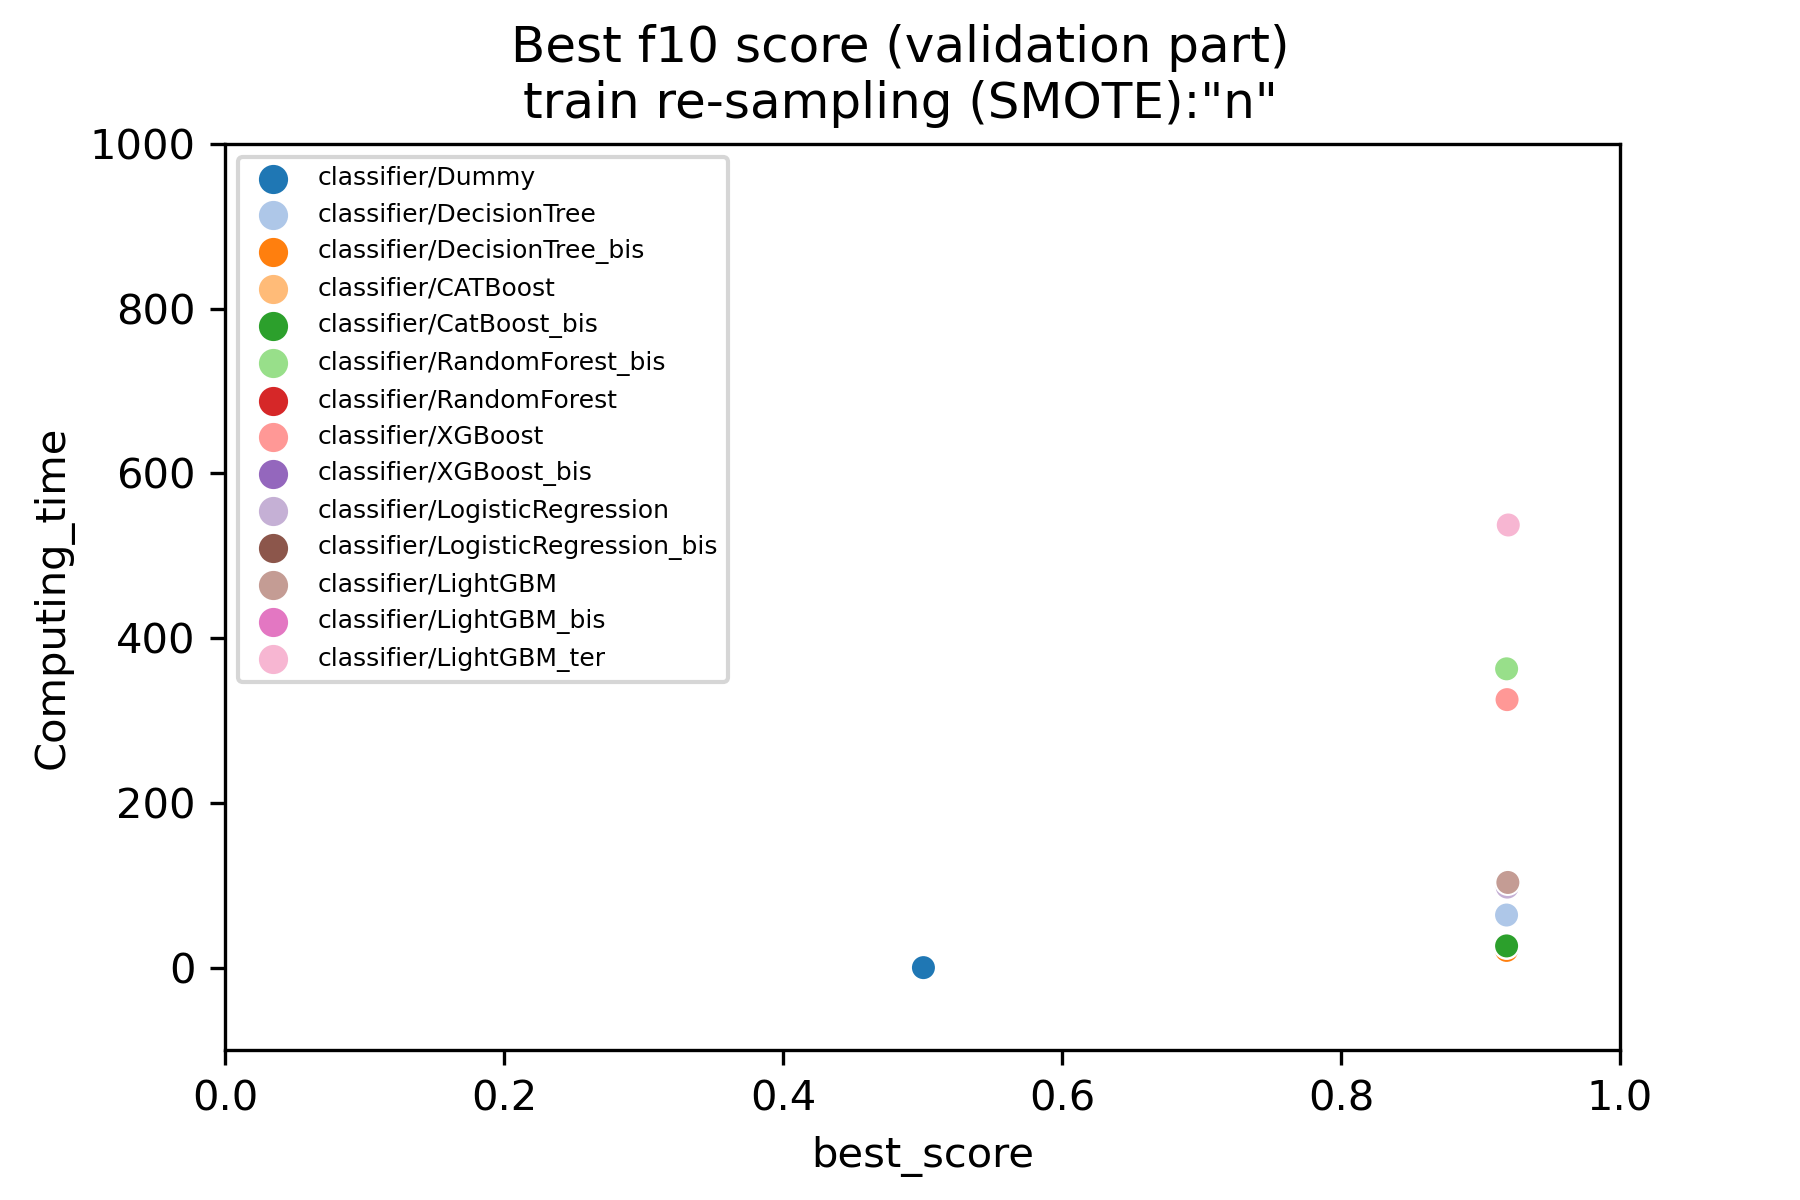 Best f10 score (validation part)
train re-sampling (SMOTE):"n"
1000
800
600
400
200
0
Computing_time
classifier/Dummy
classifier/DecisionTree
classifier/DecisionTree_bis
classifier/CATBoost
classifier/CatBoost_bis
classifier/RandomForest_bis
classifier/RandomForest
classifier/XGBoost
classifier/XGBoost_bis
classifier/LogisticRegression
classifier/LogisticRegression_bis
classifier/LightGBM
classifier/LightGBM_bis
classifier/LightGBM_ter
0.0 0.2 0.4 0.6 0.8 1.0
best_score